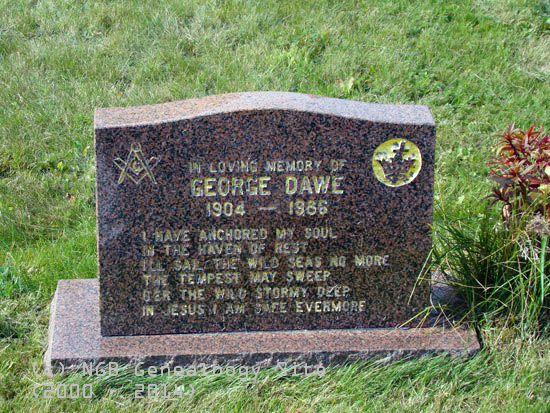 IN LOVING MEMORY OF
GEORGE DAWE
1904 — 1986
I HAVE ANCHORED MY SOUL
IN THE HAVEN OF REST
I'LL SAIL THE WILD SEAS NO MORE
THE TEMPEST MAY SWEEP
O'ER THE WILD STORMY DEEP
IN JESUS I AM SAFE EVERMORE
(C) NGB Genealogy Site
(2000 - 2014)